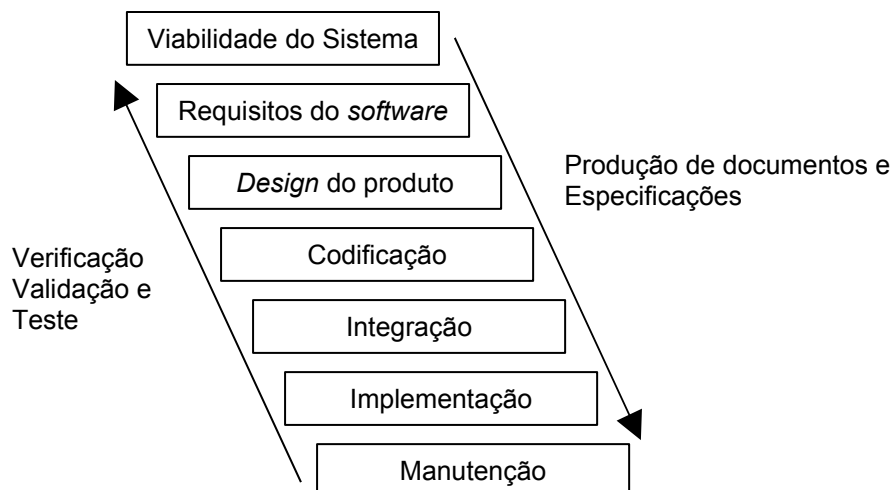 Viabilidade do Sistema
Requisitos do software
Design do produto
Produção de documentos e
Especificações
Codificação
Verificação
Validação e
Teste
Integração
Implementação
Manutenção